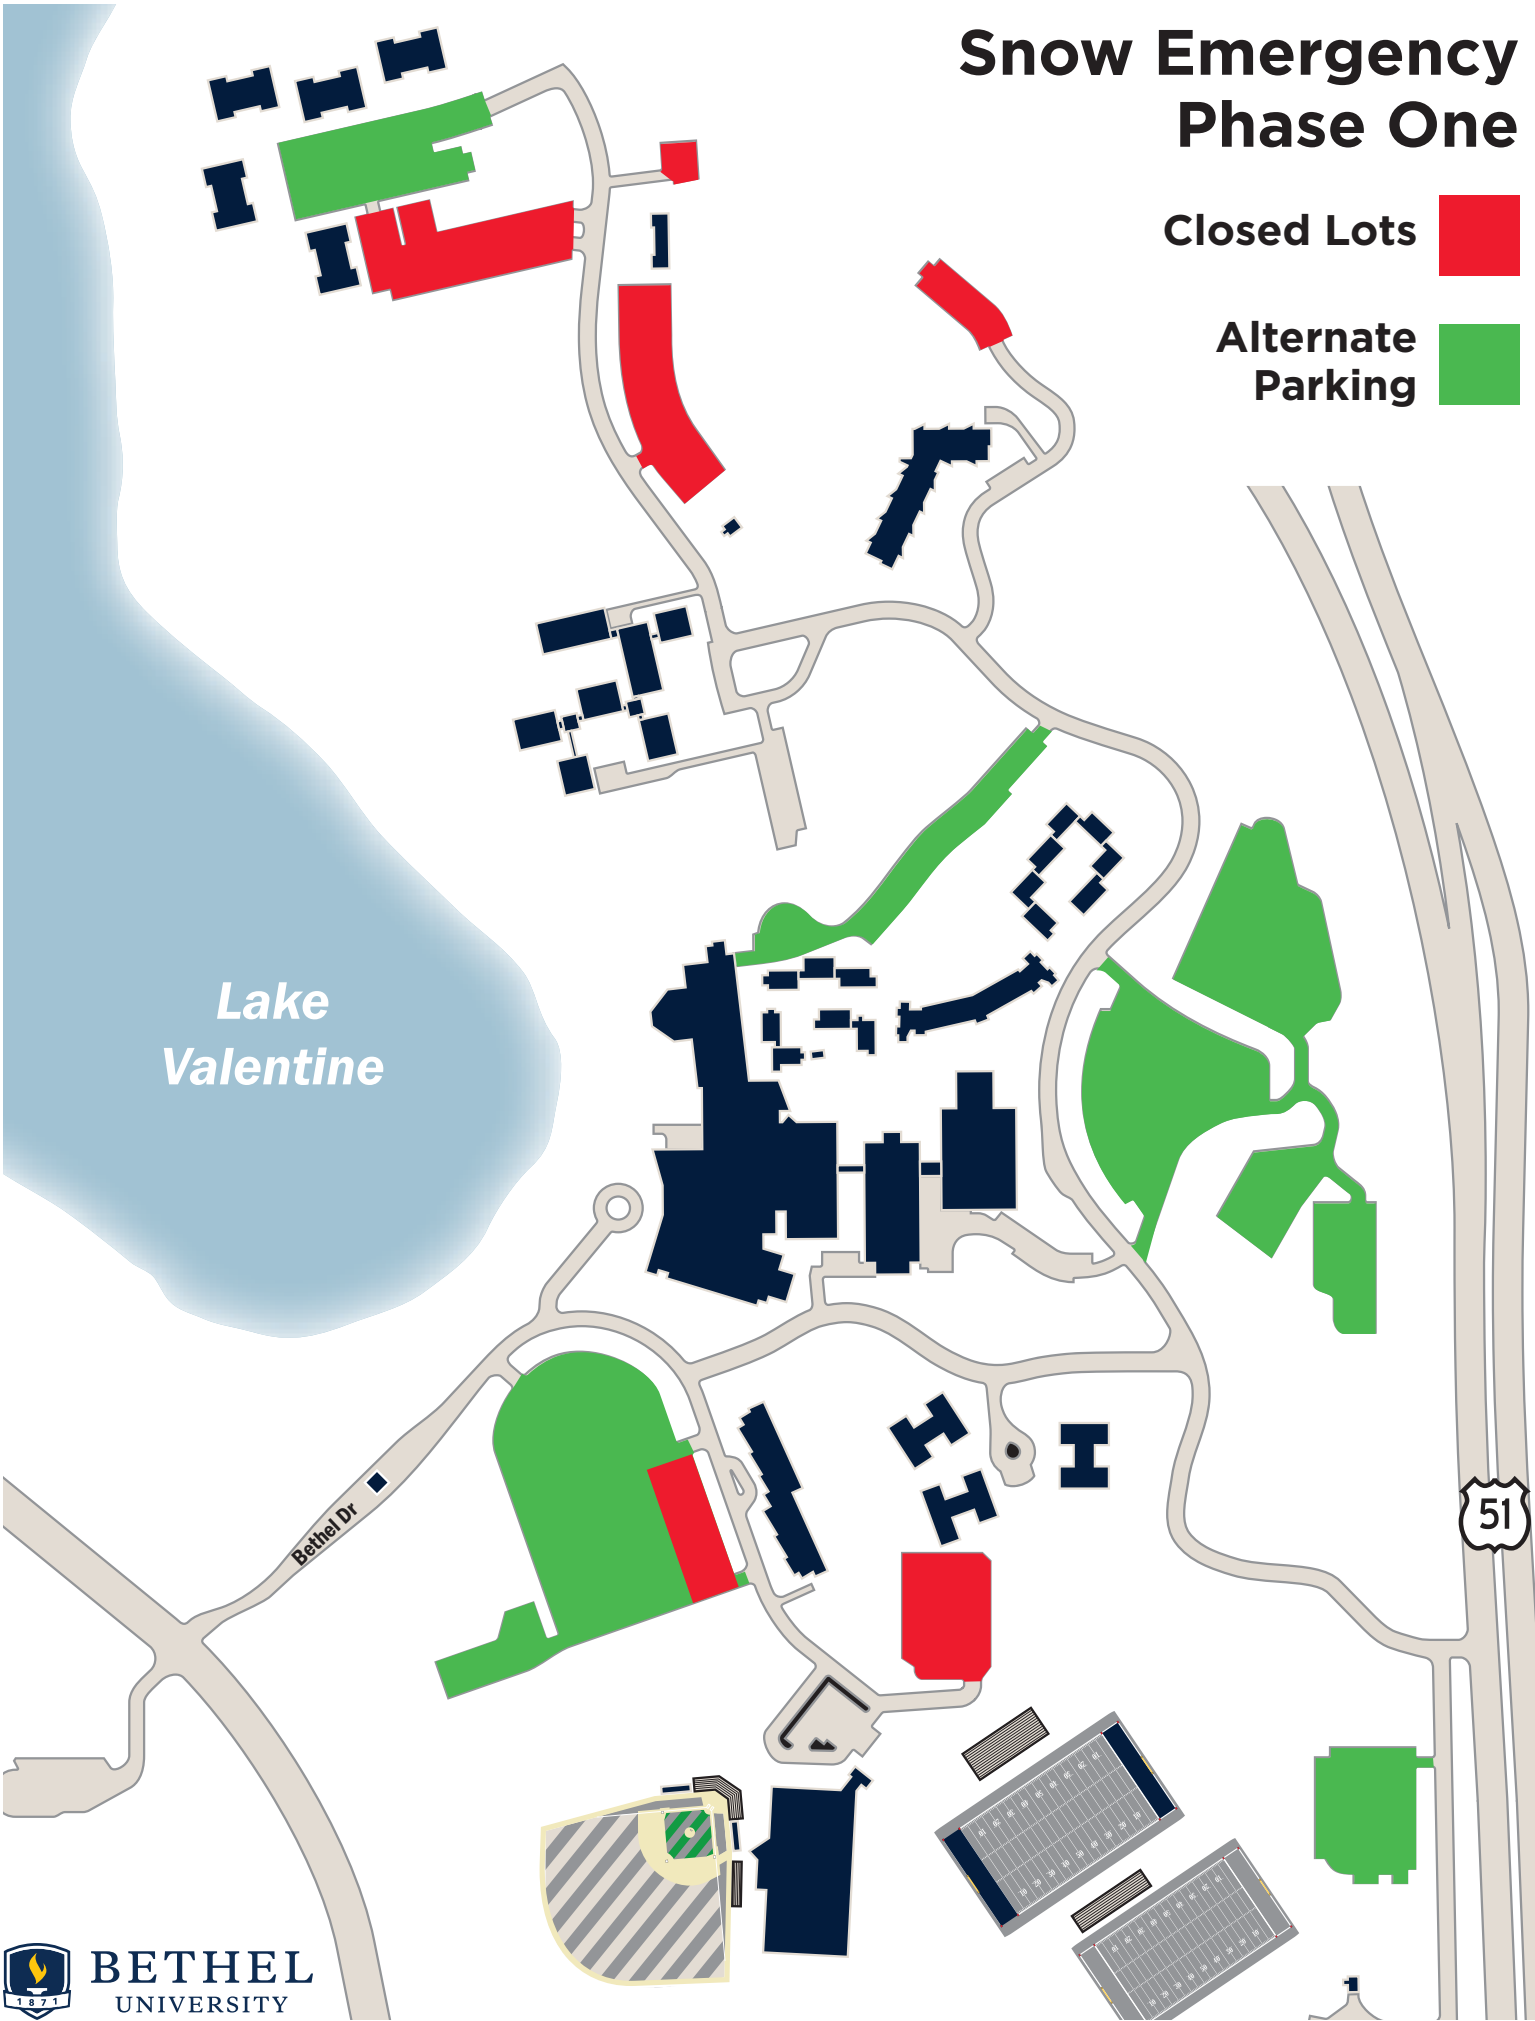 Snow Emergency
Phase One
Closed Lots
Alternate
Parking
Lake
Valentine
Bethel Dr
51
1871
BETHEL
UNIVERSITY